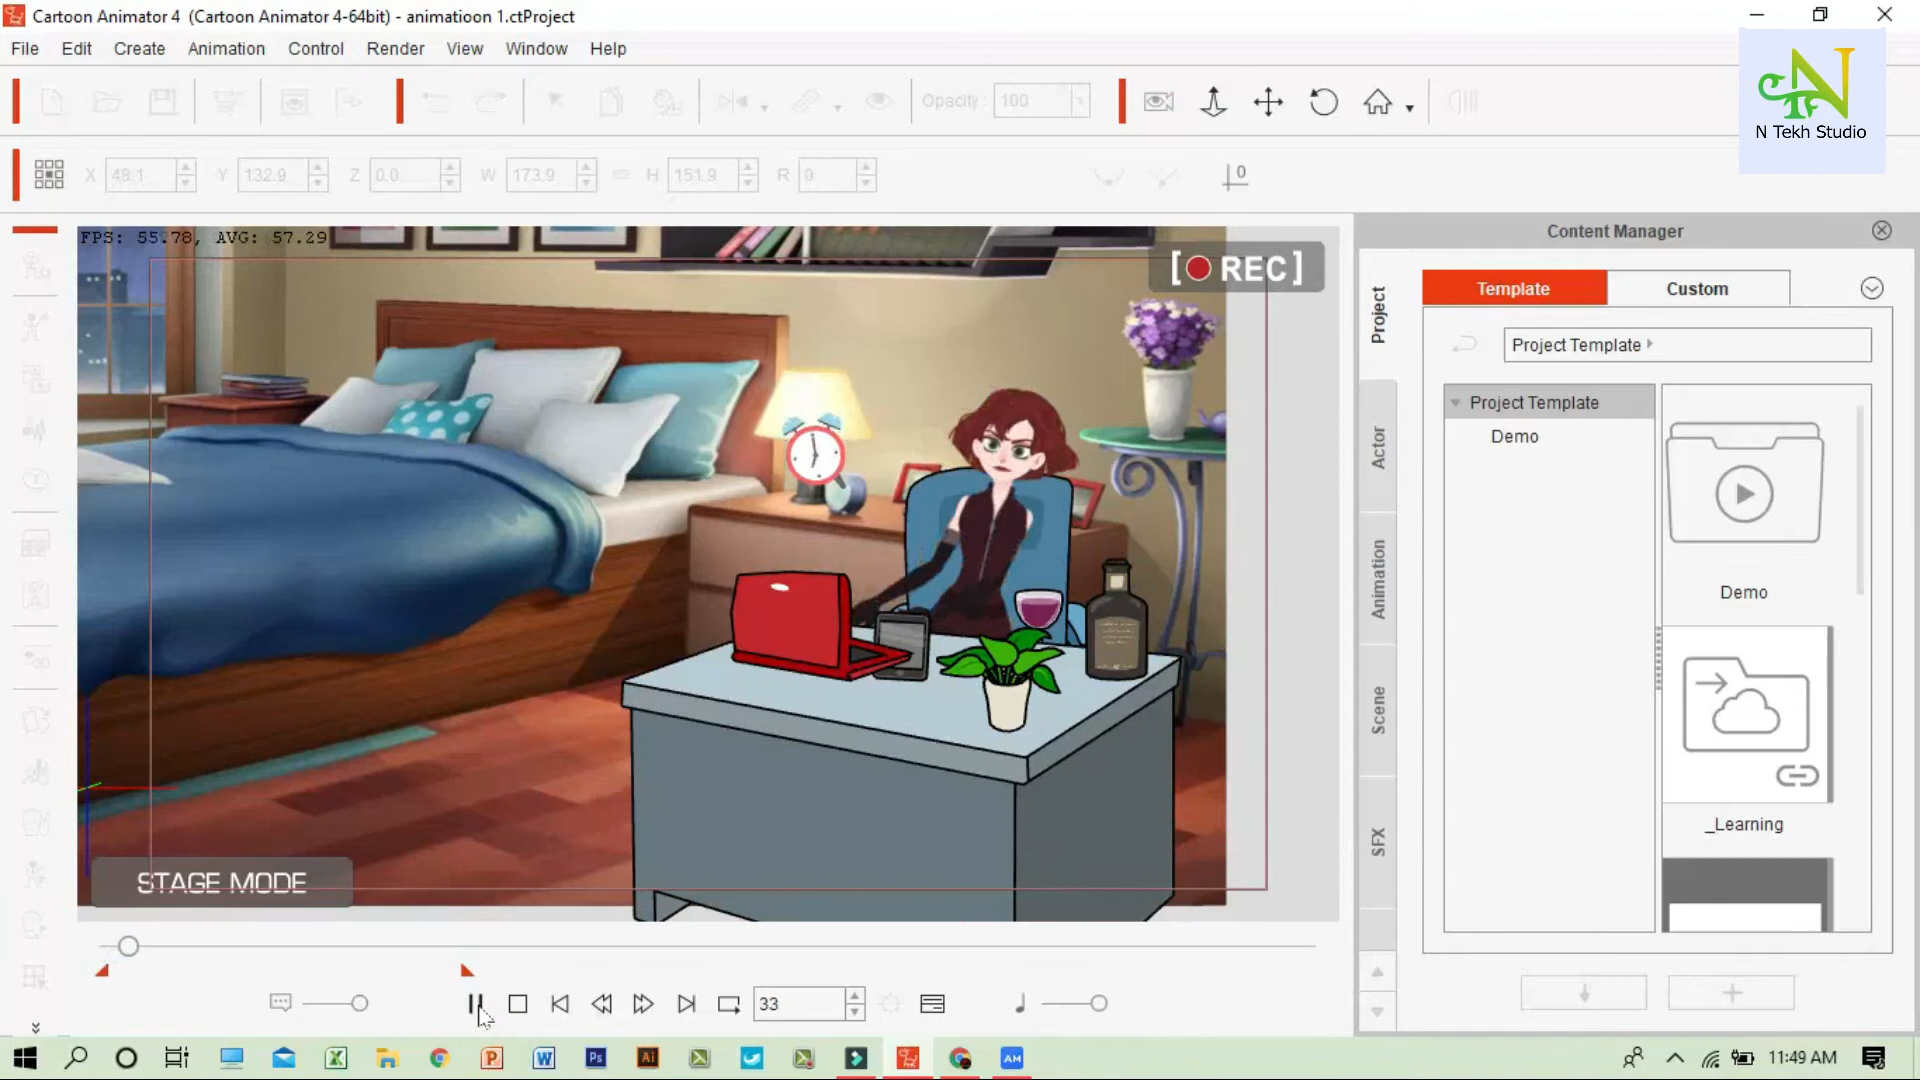 Cartoon Animator 4  (Cartoon Animator 4-64bit) - animatioon 1.ctProject
File Edit Create Animation Control Render View Window Help
N Tekh Studio
Opacity : 100
X 48.1 Y 132.9 Z 0.0 W 173.9 H 151.9 R 0
0
Content Manager
FPS: 55.78, AVG: 57.29
[ REC ]
Template Custom
Project Template
Project Template
Demo
Demo
_Learning
Project
Actor
Animation
Scene
SFX
STAGE MODE
33
11:49 AM